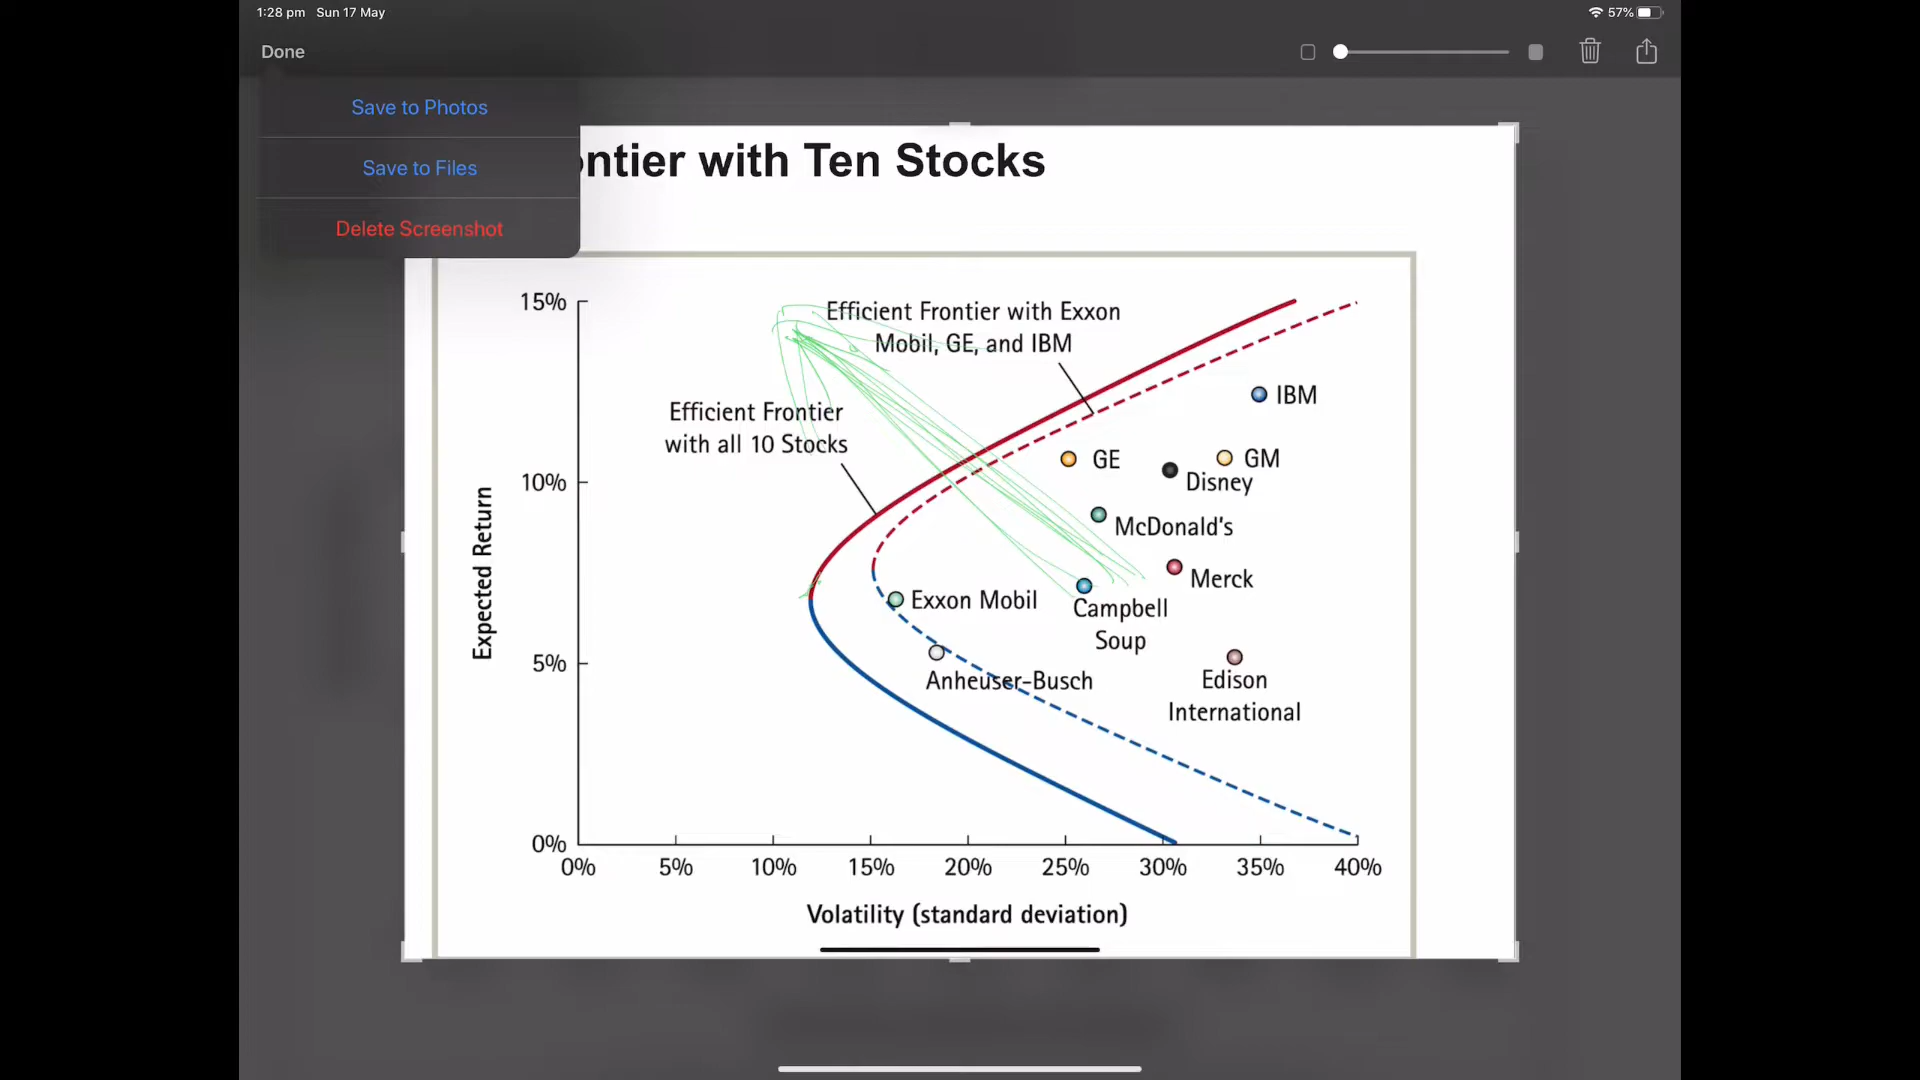 1:28 pm Sun 17 May
57%
Done
Save to Photos
Save to Files
Delete Screenshot
ontier with Ten Stocks
15%
Efficient Frontier with Exxon
Mobil, GE, and IBM
IBM
Efficient Frontier
with all 10 Stocks
GE
GM
10%
Disney
McDonald's
Expected Return
Merck
Exxon Mobil
Campbell
Soup
5%
Anheuser-Busch
Edison
International
0%
0% 5% 10% 15% 20% 25% 30% 35% 40%
Volatility (standard deviation)